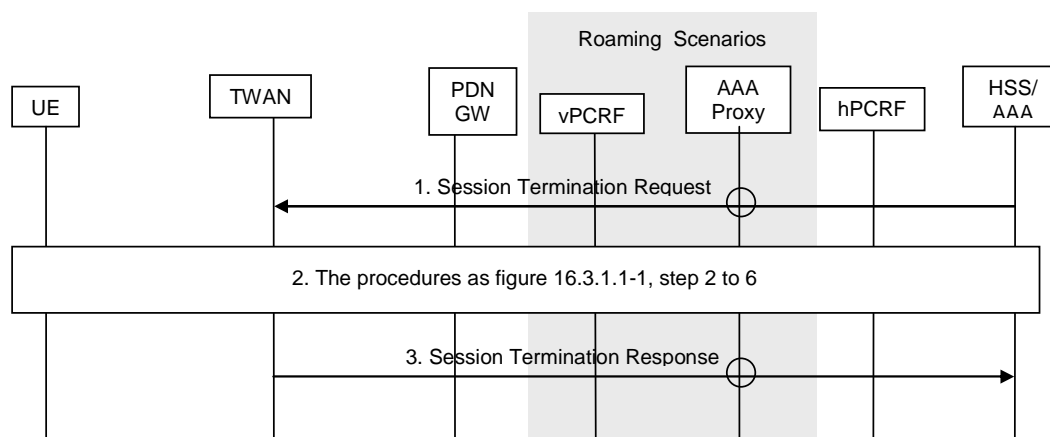 Roaming Scenarios
UE
TWAN
PDN
GW
vPCRF
AAA
Proxy
hPCRF
HSS/
AAA
1. Session Termination Request
2. The procedures as figure 16.3.1.1-1, step 2 to 6
3. Session Termination Response